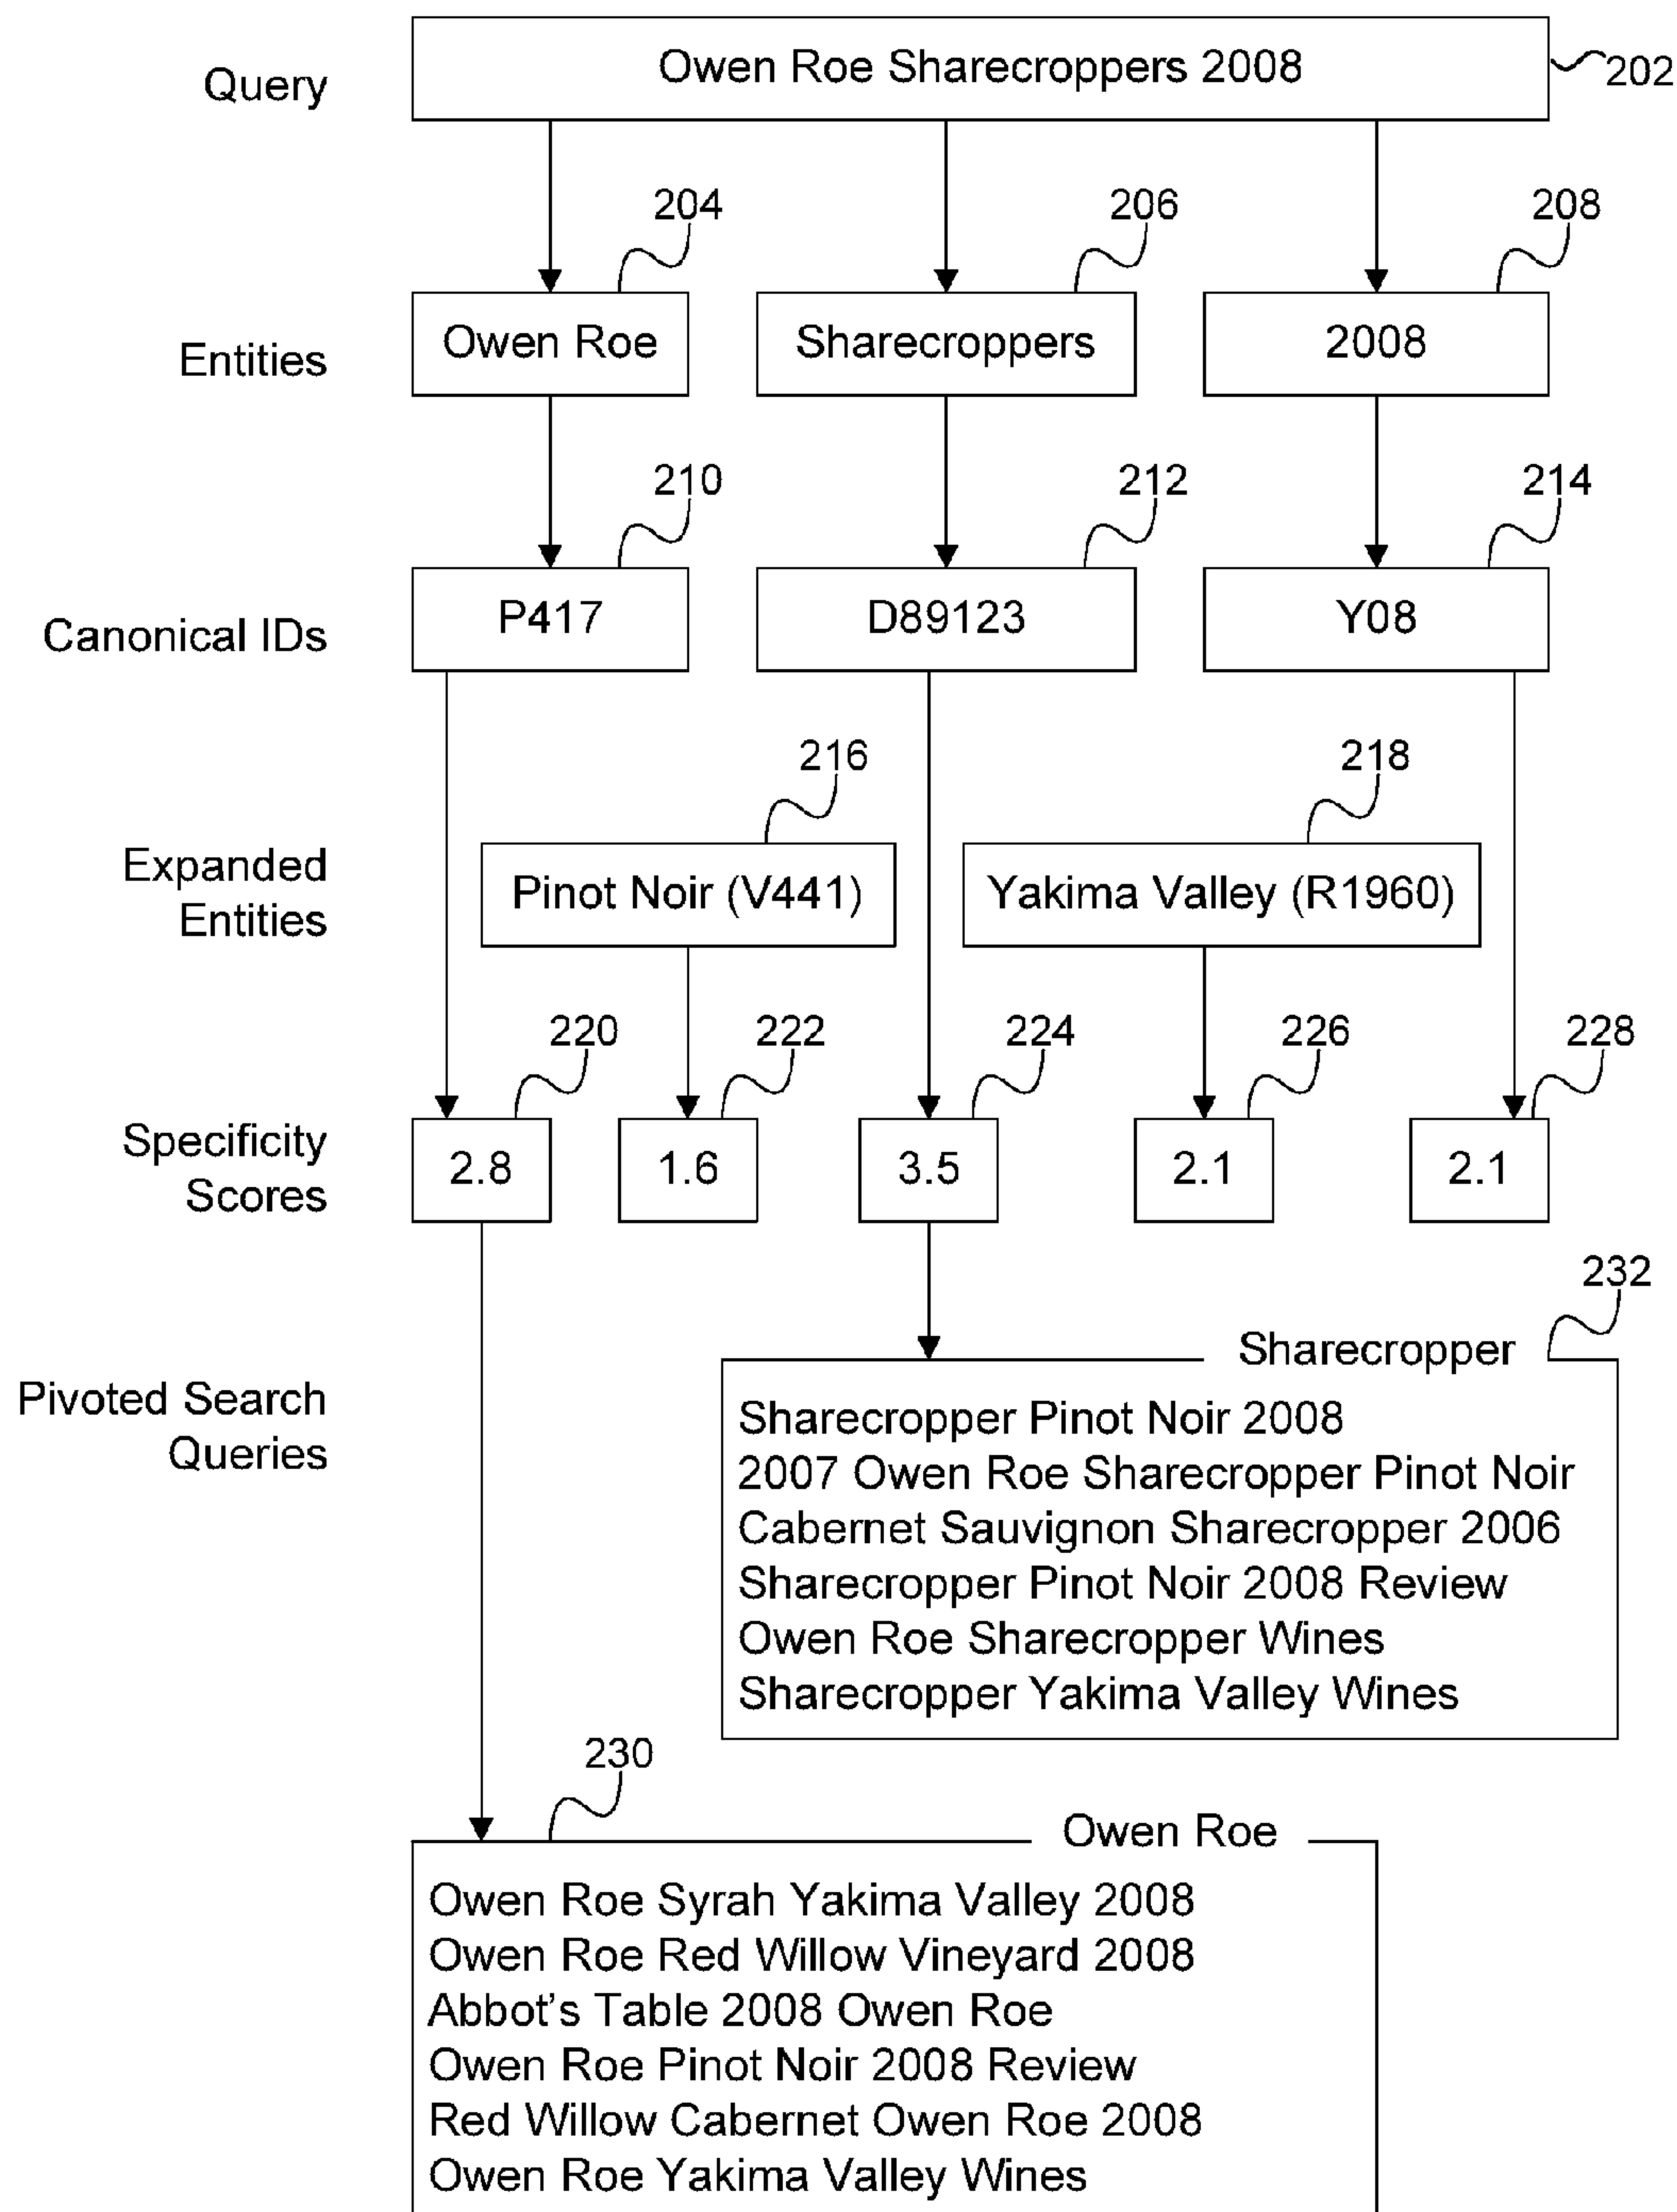 Query
Owen Roe Sharecroppers 2008
202
204
206
208
Entities
Owen Roe
Sharecroppers
2008
210
212
214
Canonical IDs
P417
D89123
Y08
216
218
Expanded
Entities
Pinot Noir (V441)
Yakima Valley (R1960)
220
222
224
226
228
Specificity
Scores
2.8
1.6
3.5
2.1
2.1
232
Pivoted Search
Queries
Sharecropper
Sharecropper Pinot Noir 2008
2007 Owen Roe Sharecropper Pinot Noir
Cabernet Sauvignon Sharecropper 2006
Sharecropper Pinot Noir 2008 Review
Owen Roe Sharecropper Wines
Sharecropper Yakima Valley Wines
230
Owen Roe
Owen Roe Syrah Yakima Valley 2008
Owen Roe Red Willow Vineyard 2008
Abbot's Table 2008 Owen Roe
Owen Roe Pinot Noir 2008 Review
Red Willow Cabernet Owen Roe 2008
Owen Roe Yakima Valley Wines